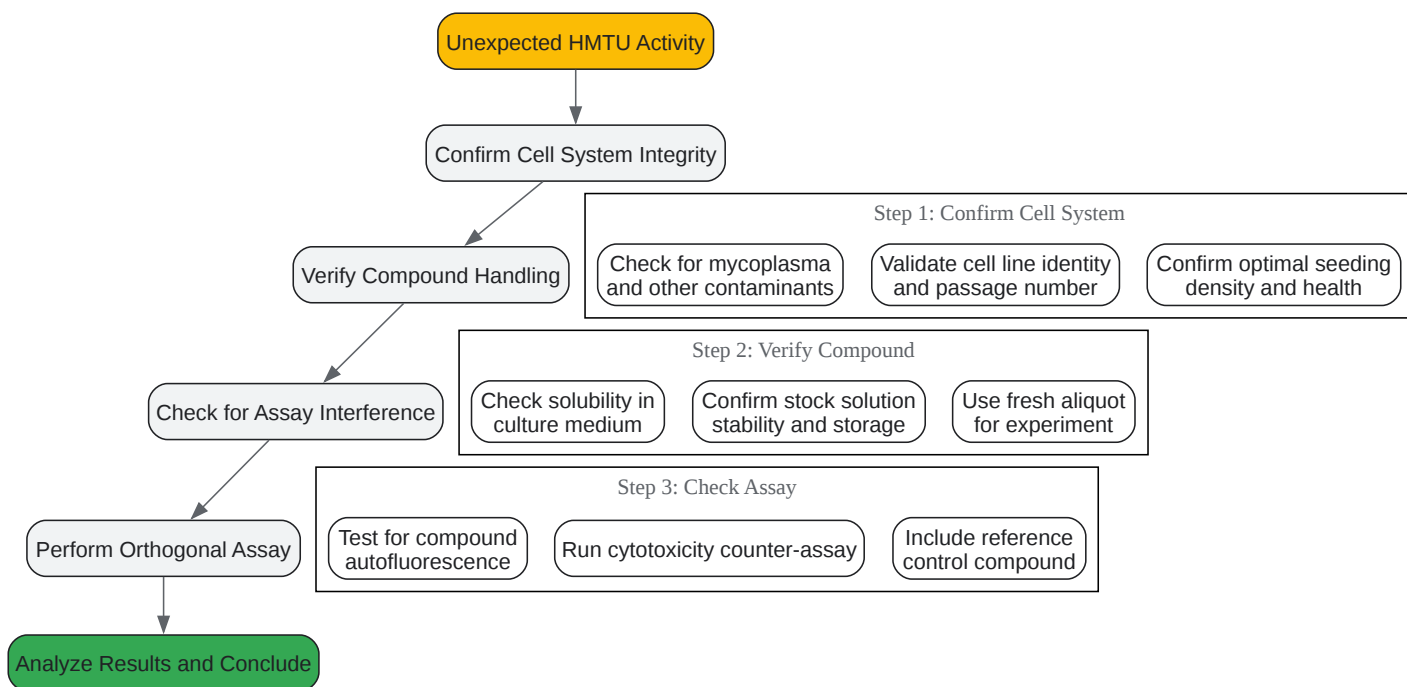 Unexpected HMTU Activity
Confirm Cell System Integrity
Step 1: Confirm Cell System
Verify Compound Handling
Check for mycoplasma
and other contaminants
Validate cell line identity
and passage number
Confirm optimal seeding
density and health
Step 2: Verify Compound
Check for Assay Interference
Check solubility in
culture medium
Confirm stock solution
stability and storage
Use fresh aliquot
for experiment
Step 3: Check Assay
Perform Orthogonal Assay
Test for compound
autofluorescence
Run cytotoxicity counter-assay
Include reference
control compound
Analyze Results and Conclude